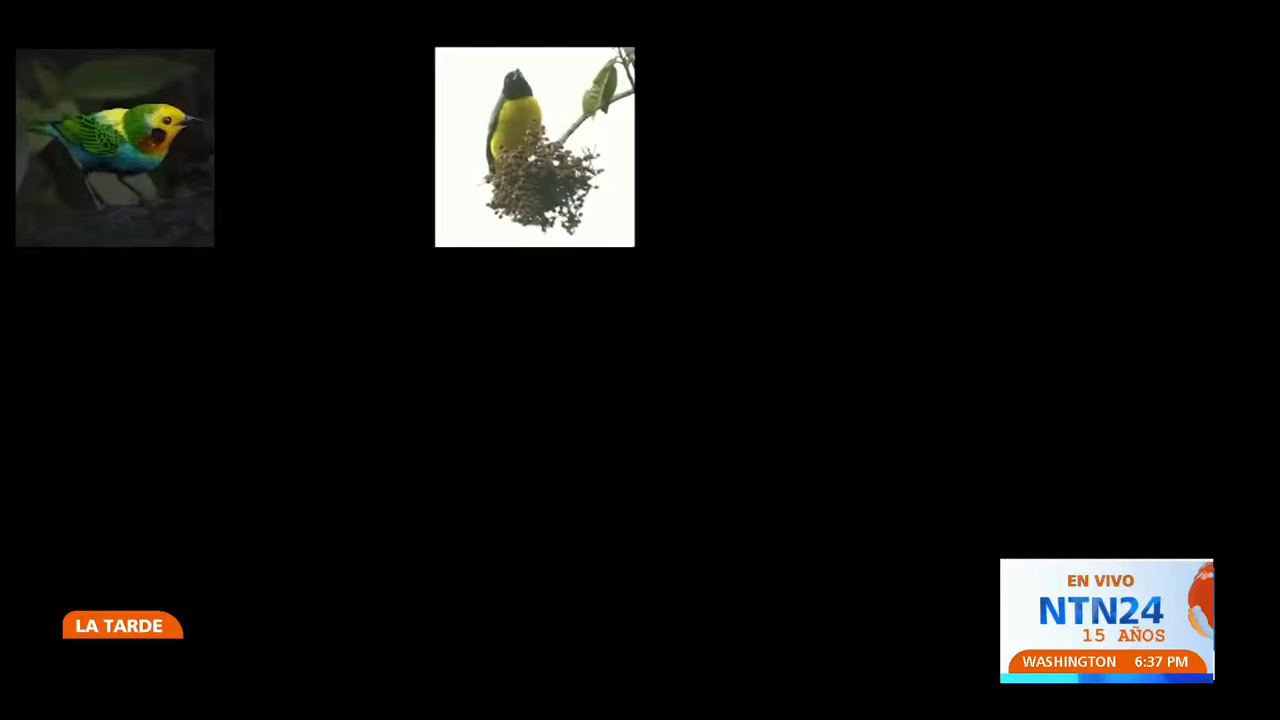 LA TARDE
EN VIVO
NTN24
15 AÑOS
WASHINGTON 6:37 PM